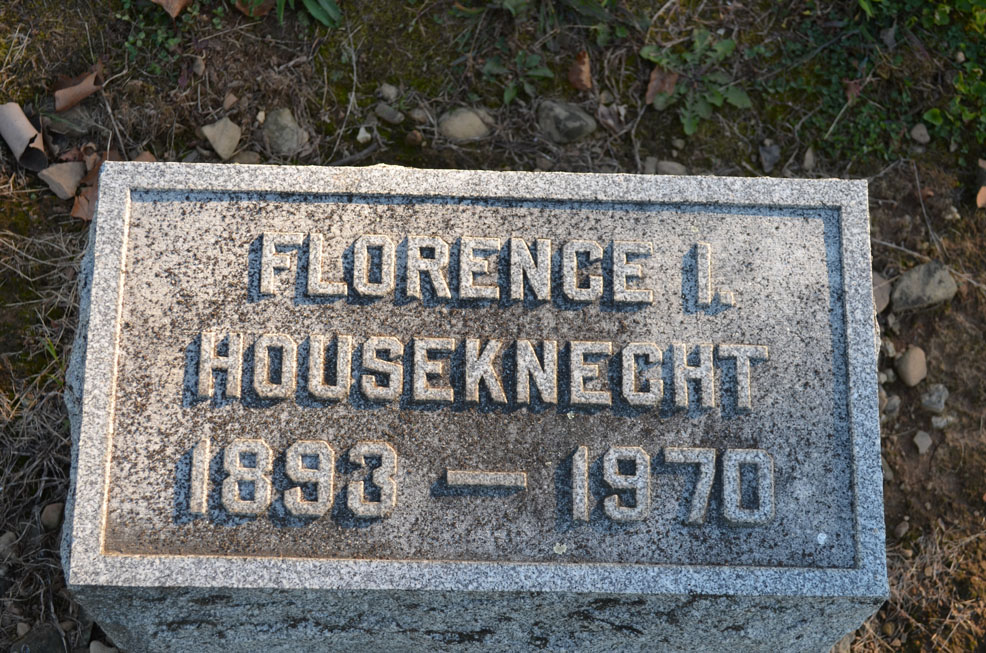 FLORENCE I.
HOUSEKNECHT
1893 — 1970